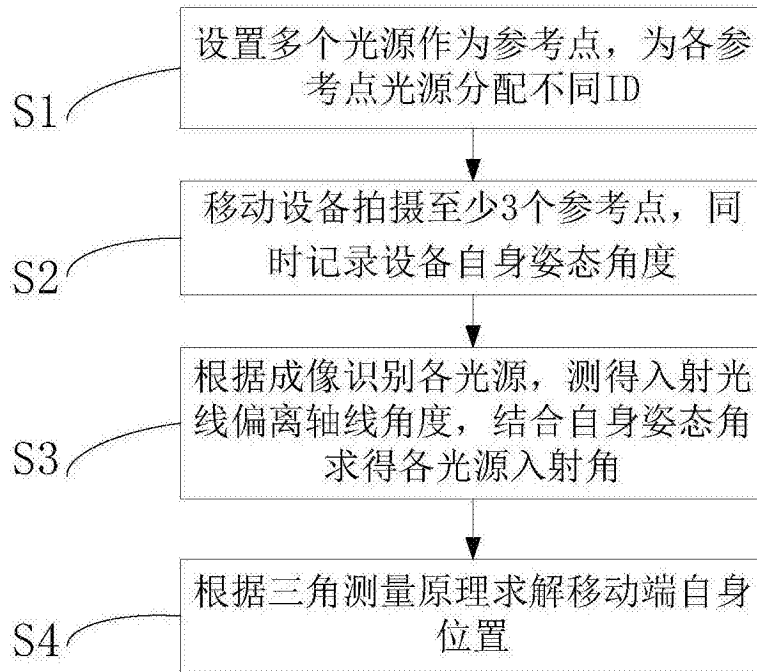 设置多个光源作为参考点，为各参
考点光源分配不同ID
S1
移动设备拍摄至少3个参考点，同
时记录设备自身姿态角度
S2
根据成像识别各光源，测得入射光
线偏离轴线角度，结合自身姿态角
求得各光源入射角
S3
根据三角测量原理求解移动端自身
位置
S4